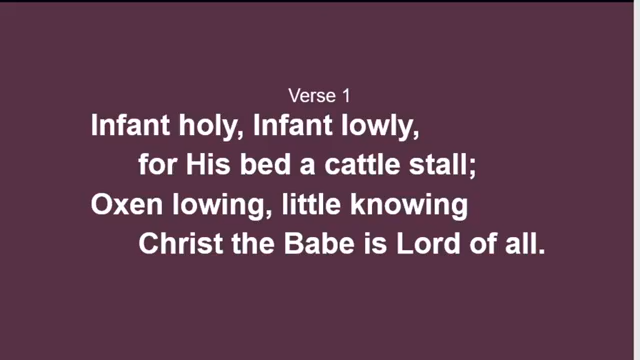 Verse 1
Infant holy, Infant lowly,
for His bed a cattle stall;
Oxen lowing, little knowing
Christ the Babe is Lord of all.